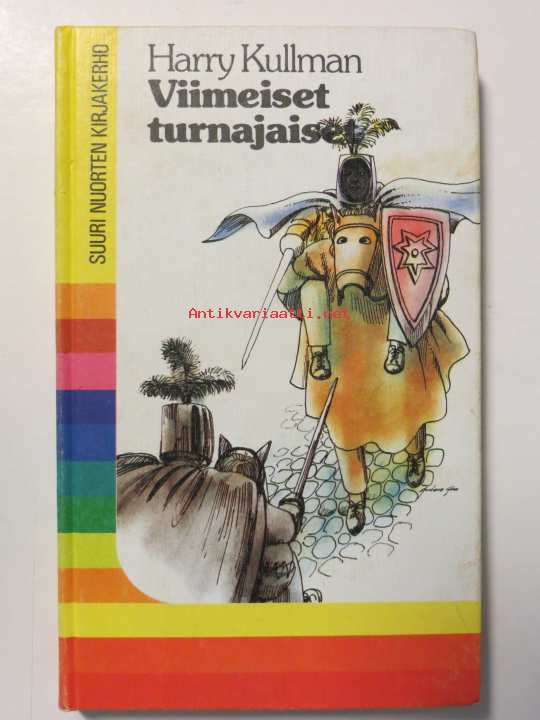 Harry Kullman
Viimeiset
turnajaiset
SUURI NUORTEN KIRJAKERHO
Antikvariaatti.net